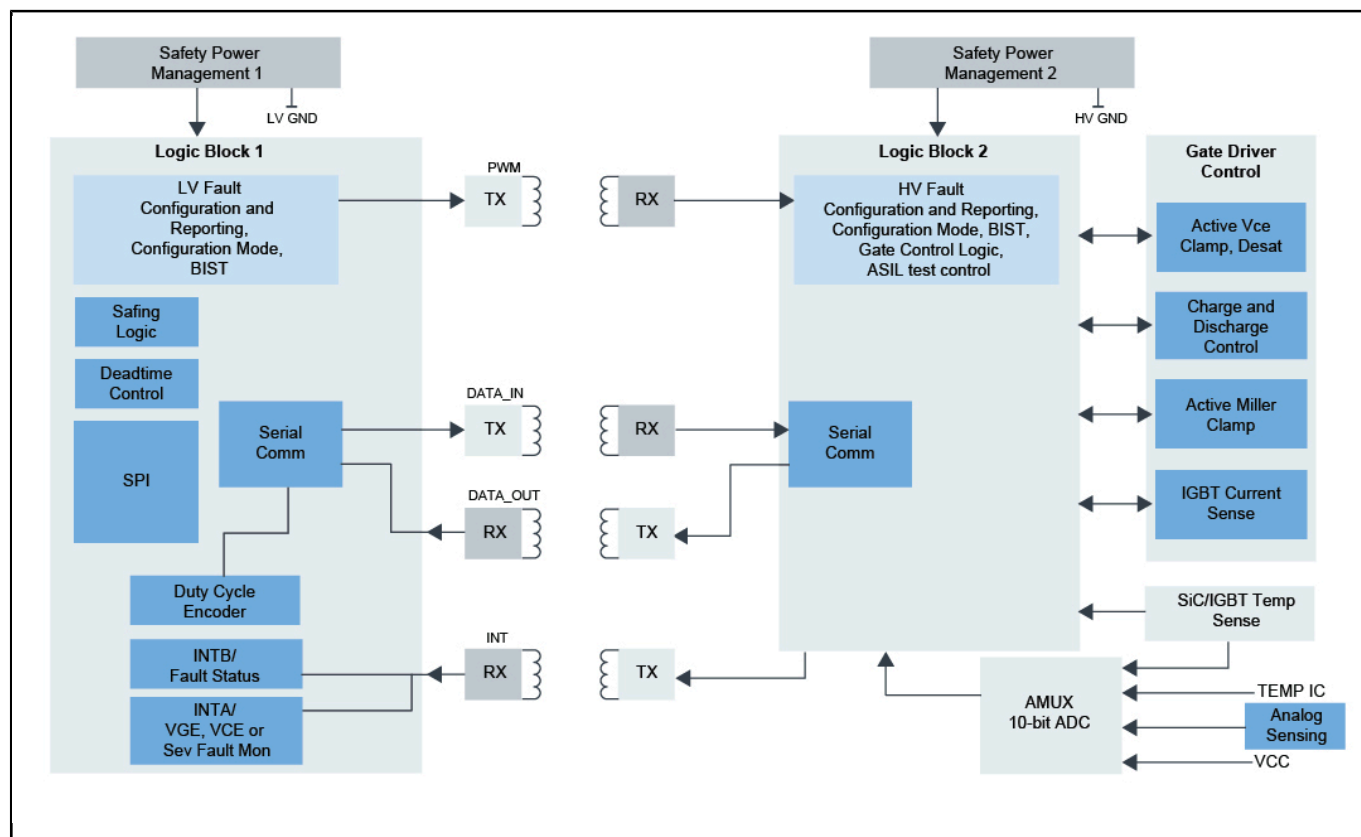 Safety Power
Management 1
LV GND
Safety Power
Management 2
HV GND
Logic Block 1
LV Fault
Configuration and
Reporting,
Configuration Mode,
BIST
Safing
Logic
Deadtime
Control
SPI
Serial
Comm
Duty Cycle
Encoder
INTB/
Fault Status
INTA/
VGE, VCE or
Sev Fault Mon
PWM
TX
RX
DATA_IN
TX
RX
DATA_OUT
RX
TX
INT
RX
TX
Logic Block 2
HV Fault
Configuration and Reporting,
Configuration Mode, BIST,
Gate Control Logic,
ASIL test control
Serial
Comm
Gate Driver
Control
Active Vce
Clamp, Desat
Charge and
Discharge
Control
Active Miller
Clamp
IGBT Current
Sense
SiC/IGBT Temp
Sense
AMUX
10-bit ADC
TEMP IC
Analog
Sensing
VCC